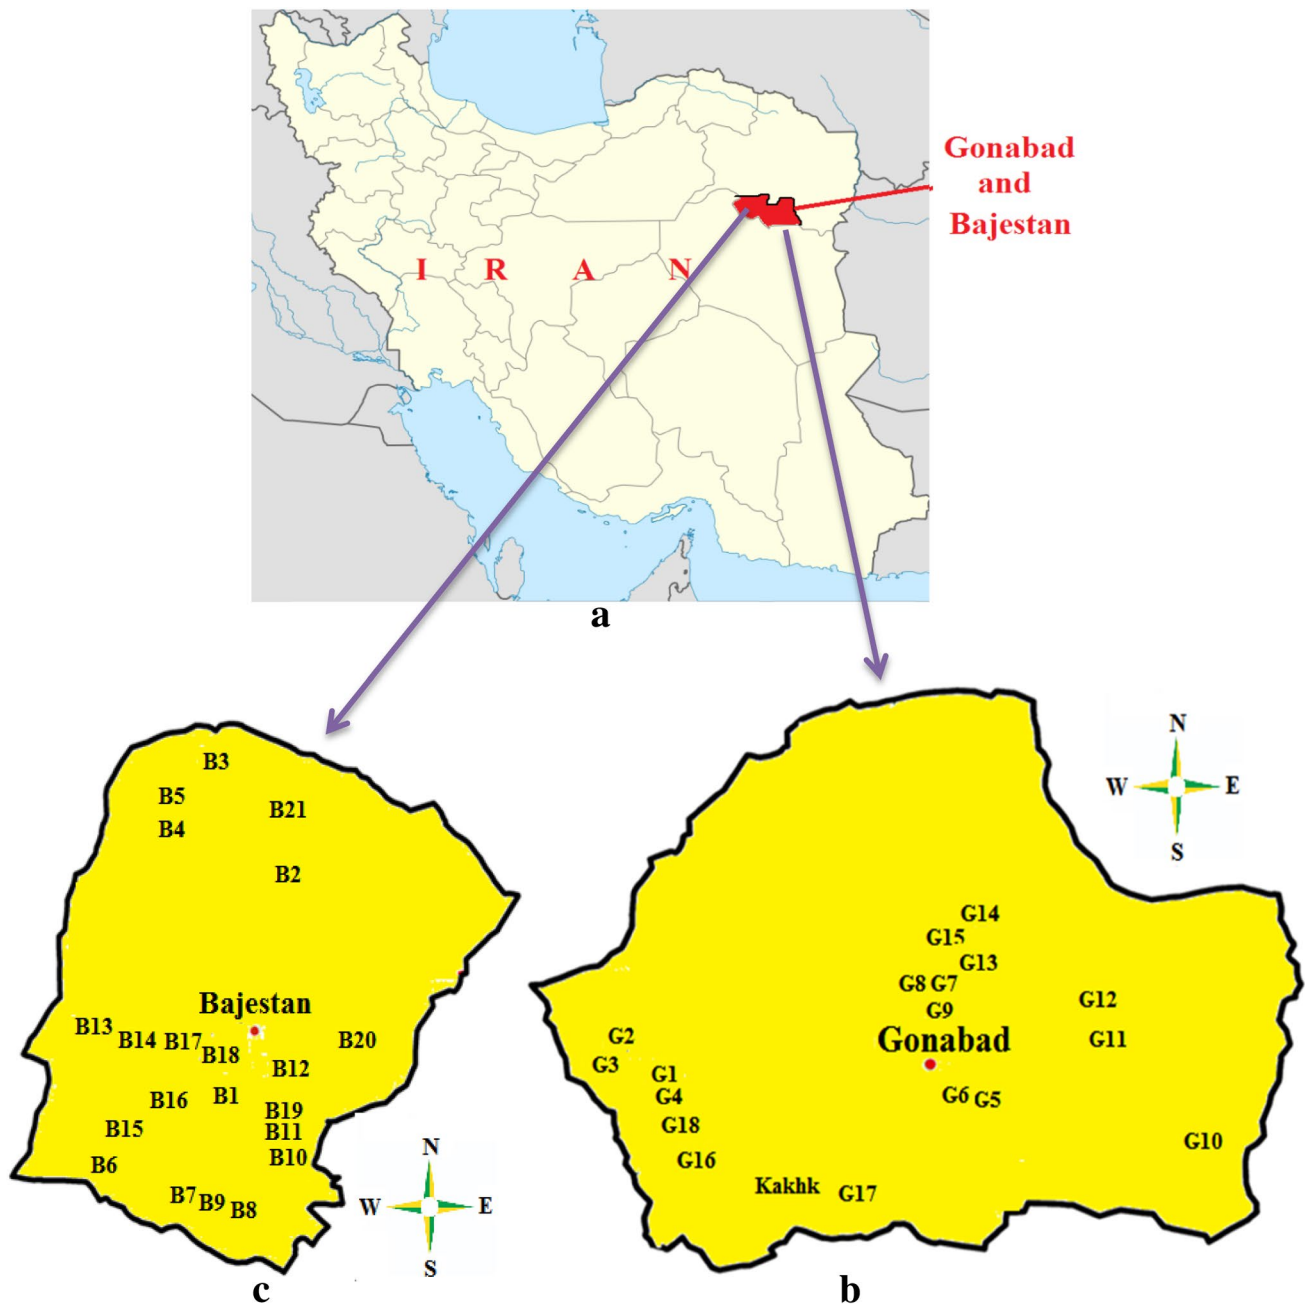 Gonabad
and
Bajestan
I R A N
a
N
W E
S
B3
B5
B21
B4
B2
Bajestan
B13
B14 B17
B20
B18
B12
B1
B16
B19
B15
B11
B10
B6
B7 B9 B8
N
W E
S
c
G14
G15
G13
G8 G7
G12
G9
G2
Gonabad
G11
G3
G1
G4
G6 G5
G18
G10
G16
Kakhk G17
b